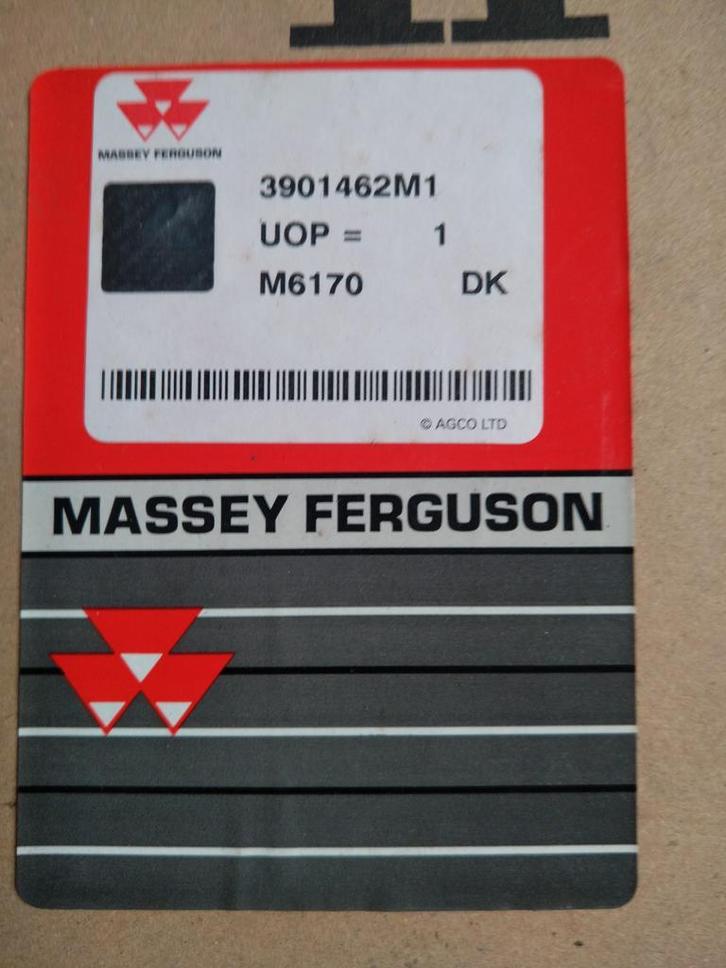 MASSEY FERGUSON
3901462M1
UOP = 1
M6170 DK
© AGCO LTD
MASSEY FERGUSON